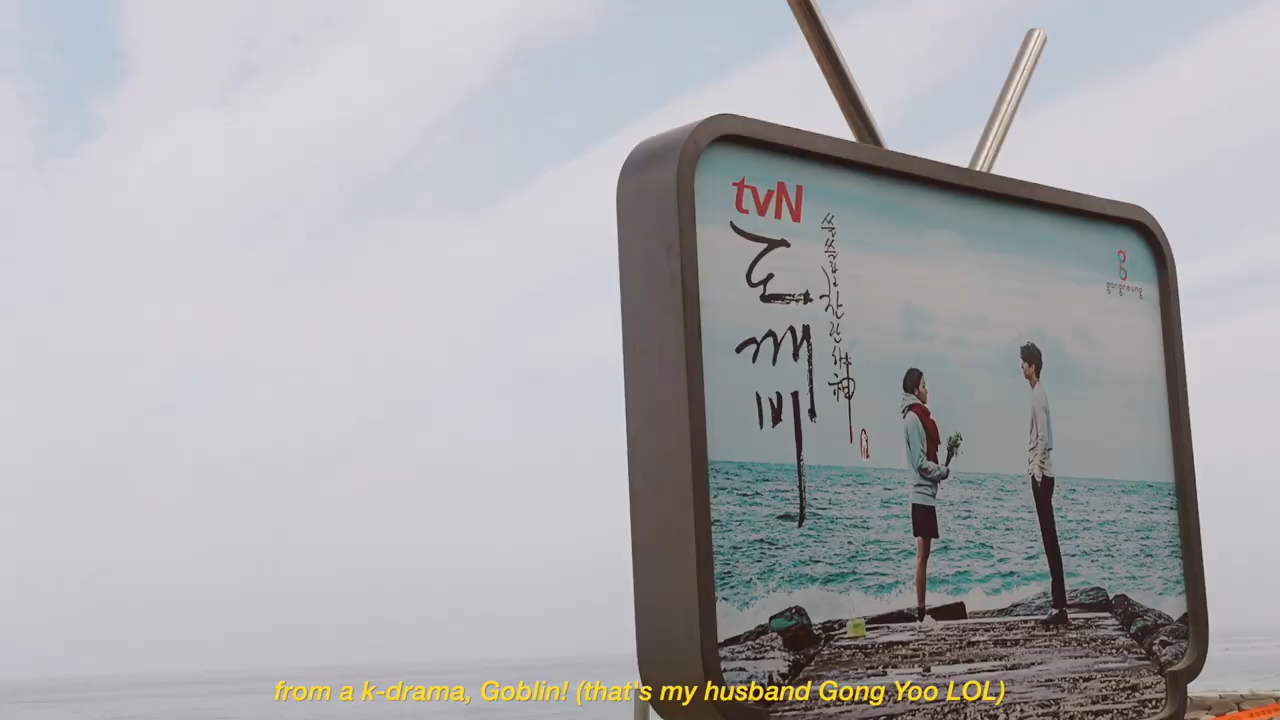 tvN
도깨비
쓸쓸하고 찬란하神
gangneung
from a k-drama, Goblin! (that's my husband Gong Yoo LOL)